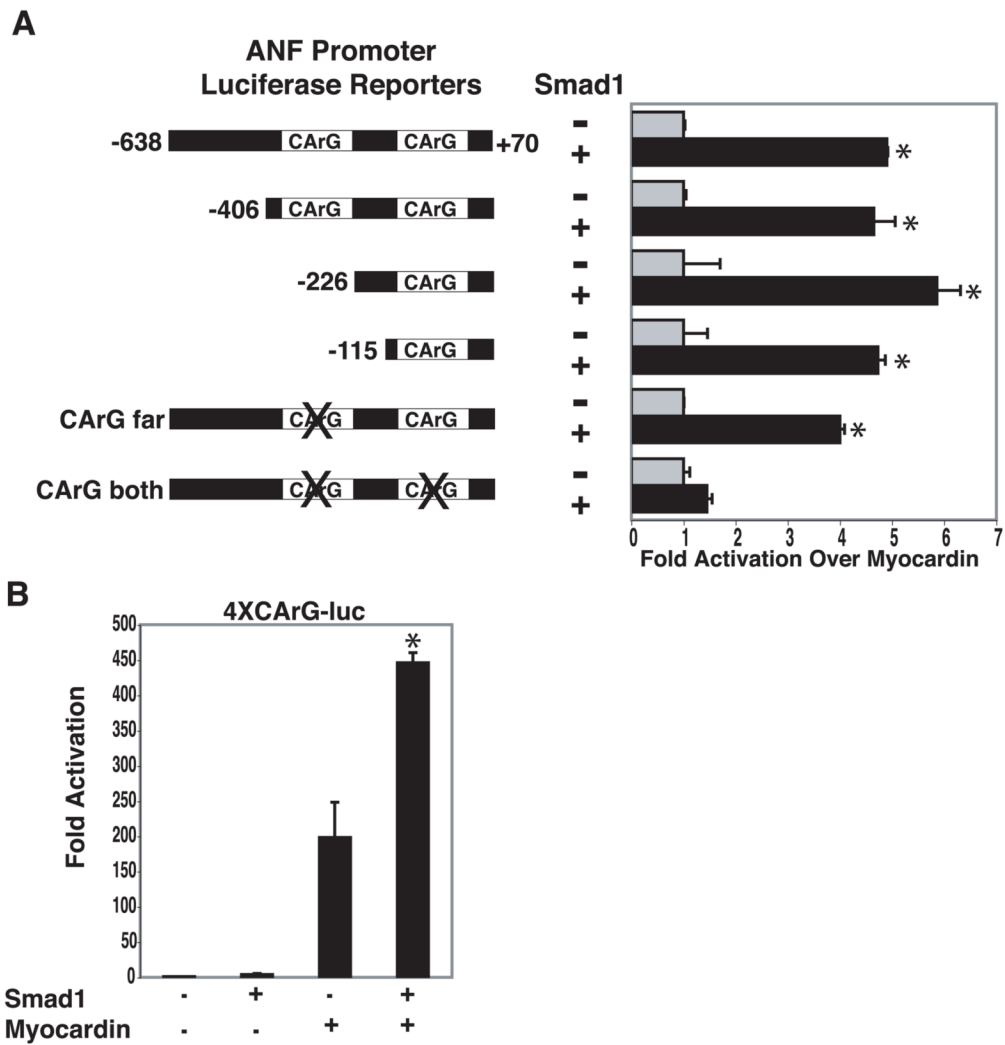 A
ANF Promoter
Luciferase Reporters
Smad1
-638 CArG CArG +70
-
+
*
-406 CArG CArG
-
+
*
-226 CArG
-
+
*
-115 CArG
-
+
*
CArG far CArG CArG
-
+
*
CArG both CArG CArG
-
+
0 1 2 3 4 5 6 7
Fold Activation Over Myocardin
B
4XCArG-luc
*
Fold Activation
500
450
400
350
300
250
200
150
100
50
0
Smad1 - + - +
Myocardin - - + +